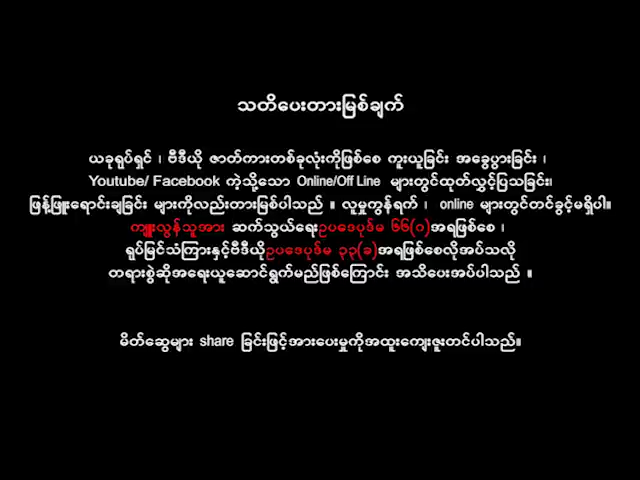 သတိပေးတားမြစ်ချက်
ယခုရုပ်ရှင် ၊ ဗီဒီယို ဇာတ်ကားတစ်ခုလုံးကိုဖြစ်စေ ကူးယူခြင်း အခွေပွားခြင်း ၊
Youtube/ Facebook ကဲ့သို့သော Online/Off Line များတွင်ထုတ်လွှင့်ပြသခြင်း၊
ဖြန့်ဖြူးရောင်းချခြင်း များကိုလည်းတားမြစ်ပါသည် ။ လူမှုကွန်ရက် ၊ online များတွင်တင်ခွင့်မရှိပါ။
ကျူးလွန်သူအား ဆက်သွယ်ရေးဥပဒေပုဒ်မ ၆၆(ဂ)အရဖြစ်စေ ၊
ရုပ်မြင်သံကြားနှင့်ဗီဒီယိုဥပဒေပုဒ်မ ၃၃(ခ)အရဖြစ်စေလိုအပ်သလို
တရားစွဲဆိုအရေးယူဆောင်ရွက်မည်ဖြစ်ကြောင်း အသိပေးအပ်ပါသည် ။
မိတ်ဆွေများ share ခြင်းဖြင့်အားပေးမှုကိုအထူးကျေးဇူးတင်ပါသည်။